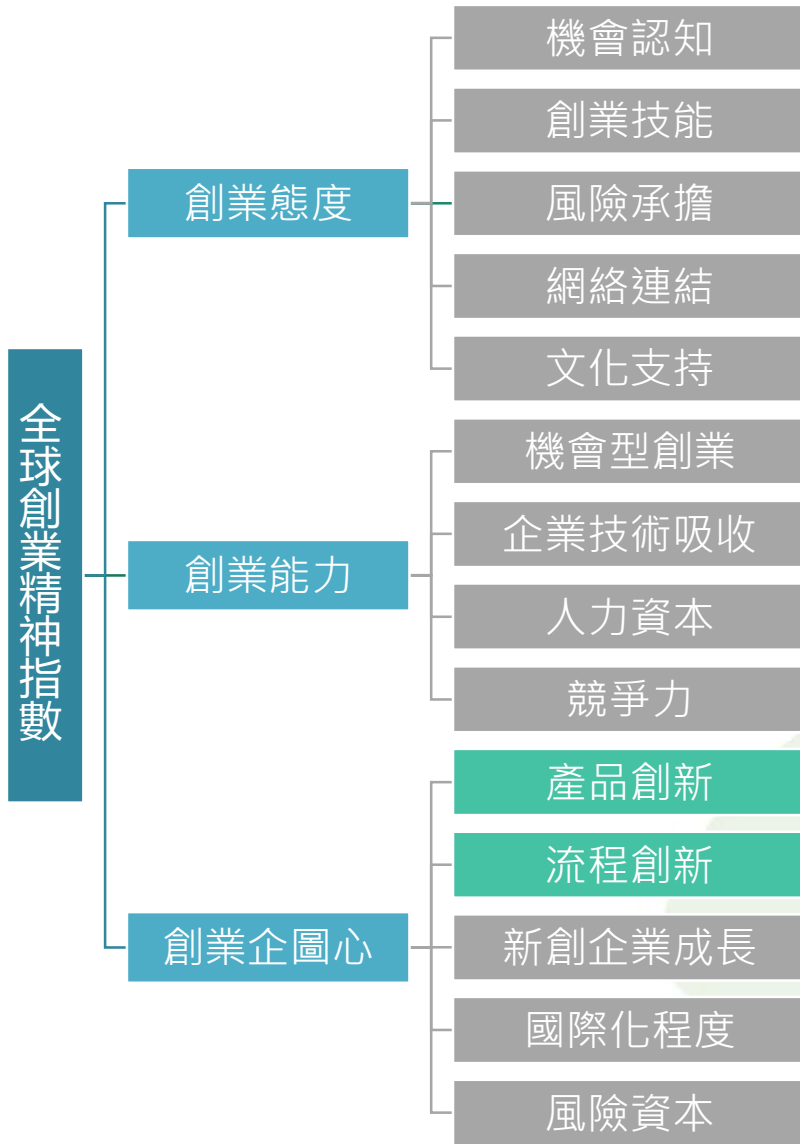 全球創業精神指數
創業態度
機會認知
創業技能
風險承擔
網絡連結
文化支持
創業能力
機會型創業
企業技術吸收
人力資本
競爭力
創業企圖心
產品創新
流程創新
新創企業成長
國際化程度
風險資本